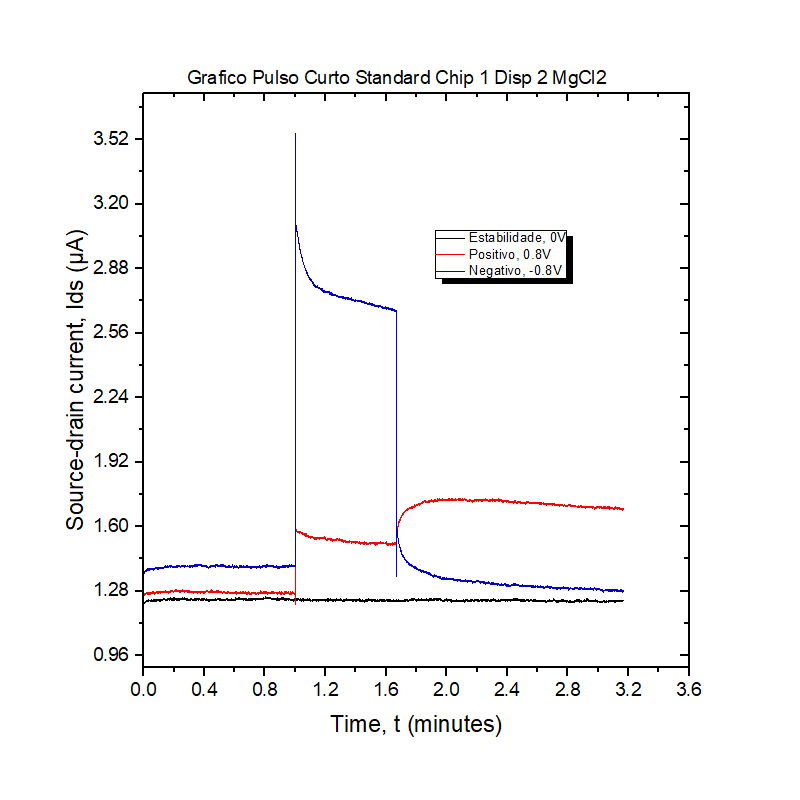 Grafico Pulso Curto Standard Chip 1 Disp 2 MgCl2
3.52
3.20
2.88
2.56
2.24
1.92
1.60
1.28
0.96
Source-drain current, Ids (μA)
Estabilidade, 0V
Positivo, 0.8V
Negativo, -0.8V
0.0 0.4 0.8 1.2 1.6 2.0 2.4 2.8 3.2 3.6
Time, t (minutes)